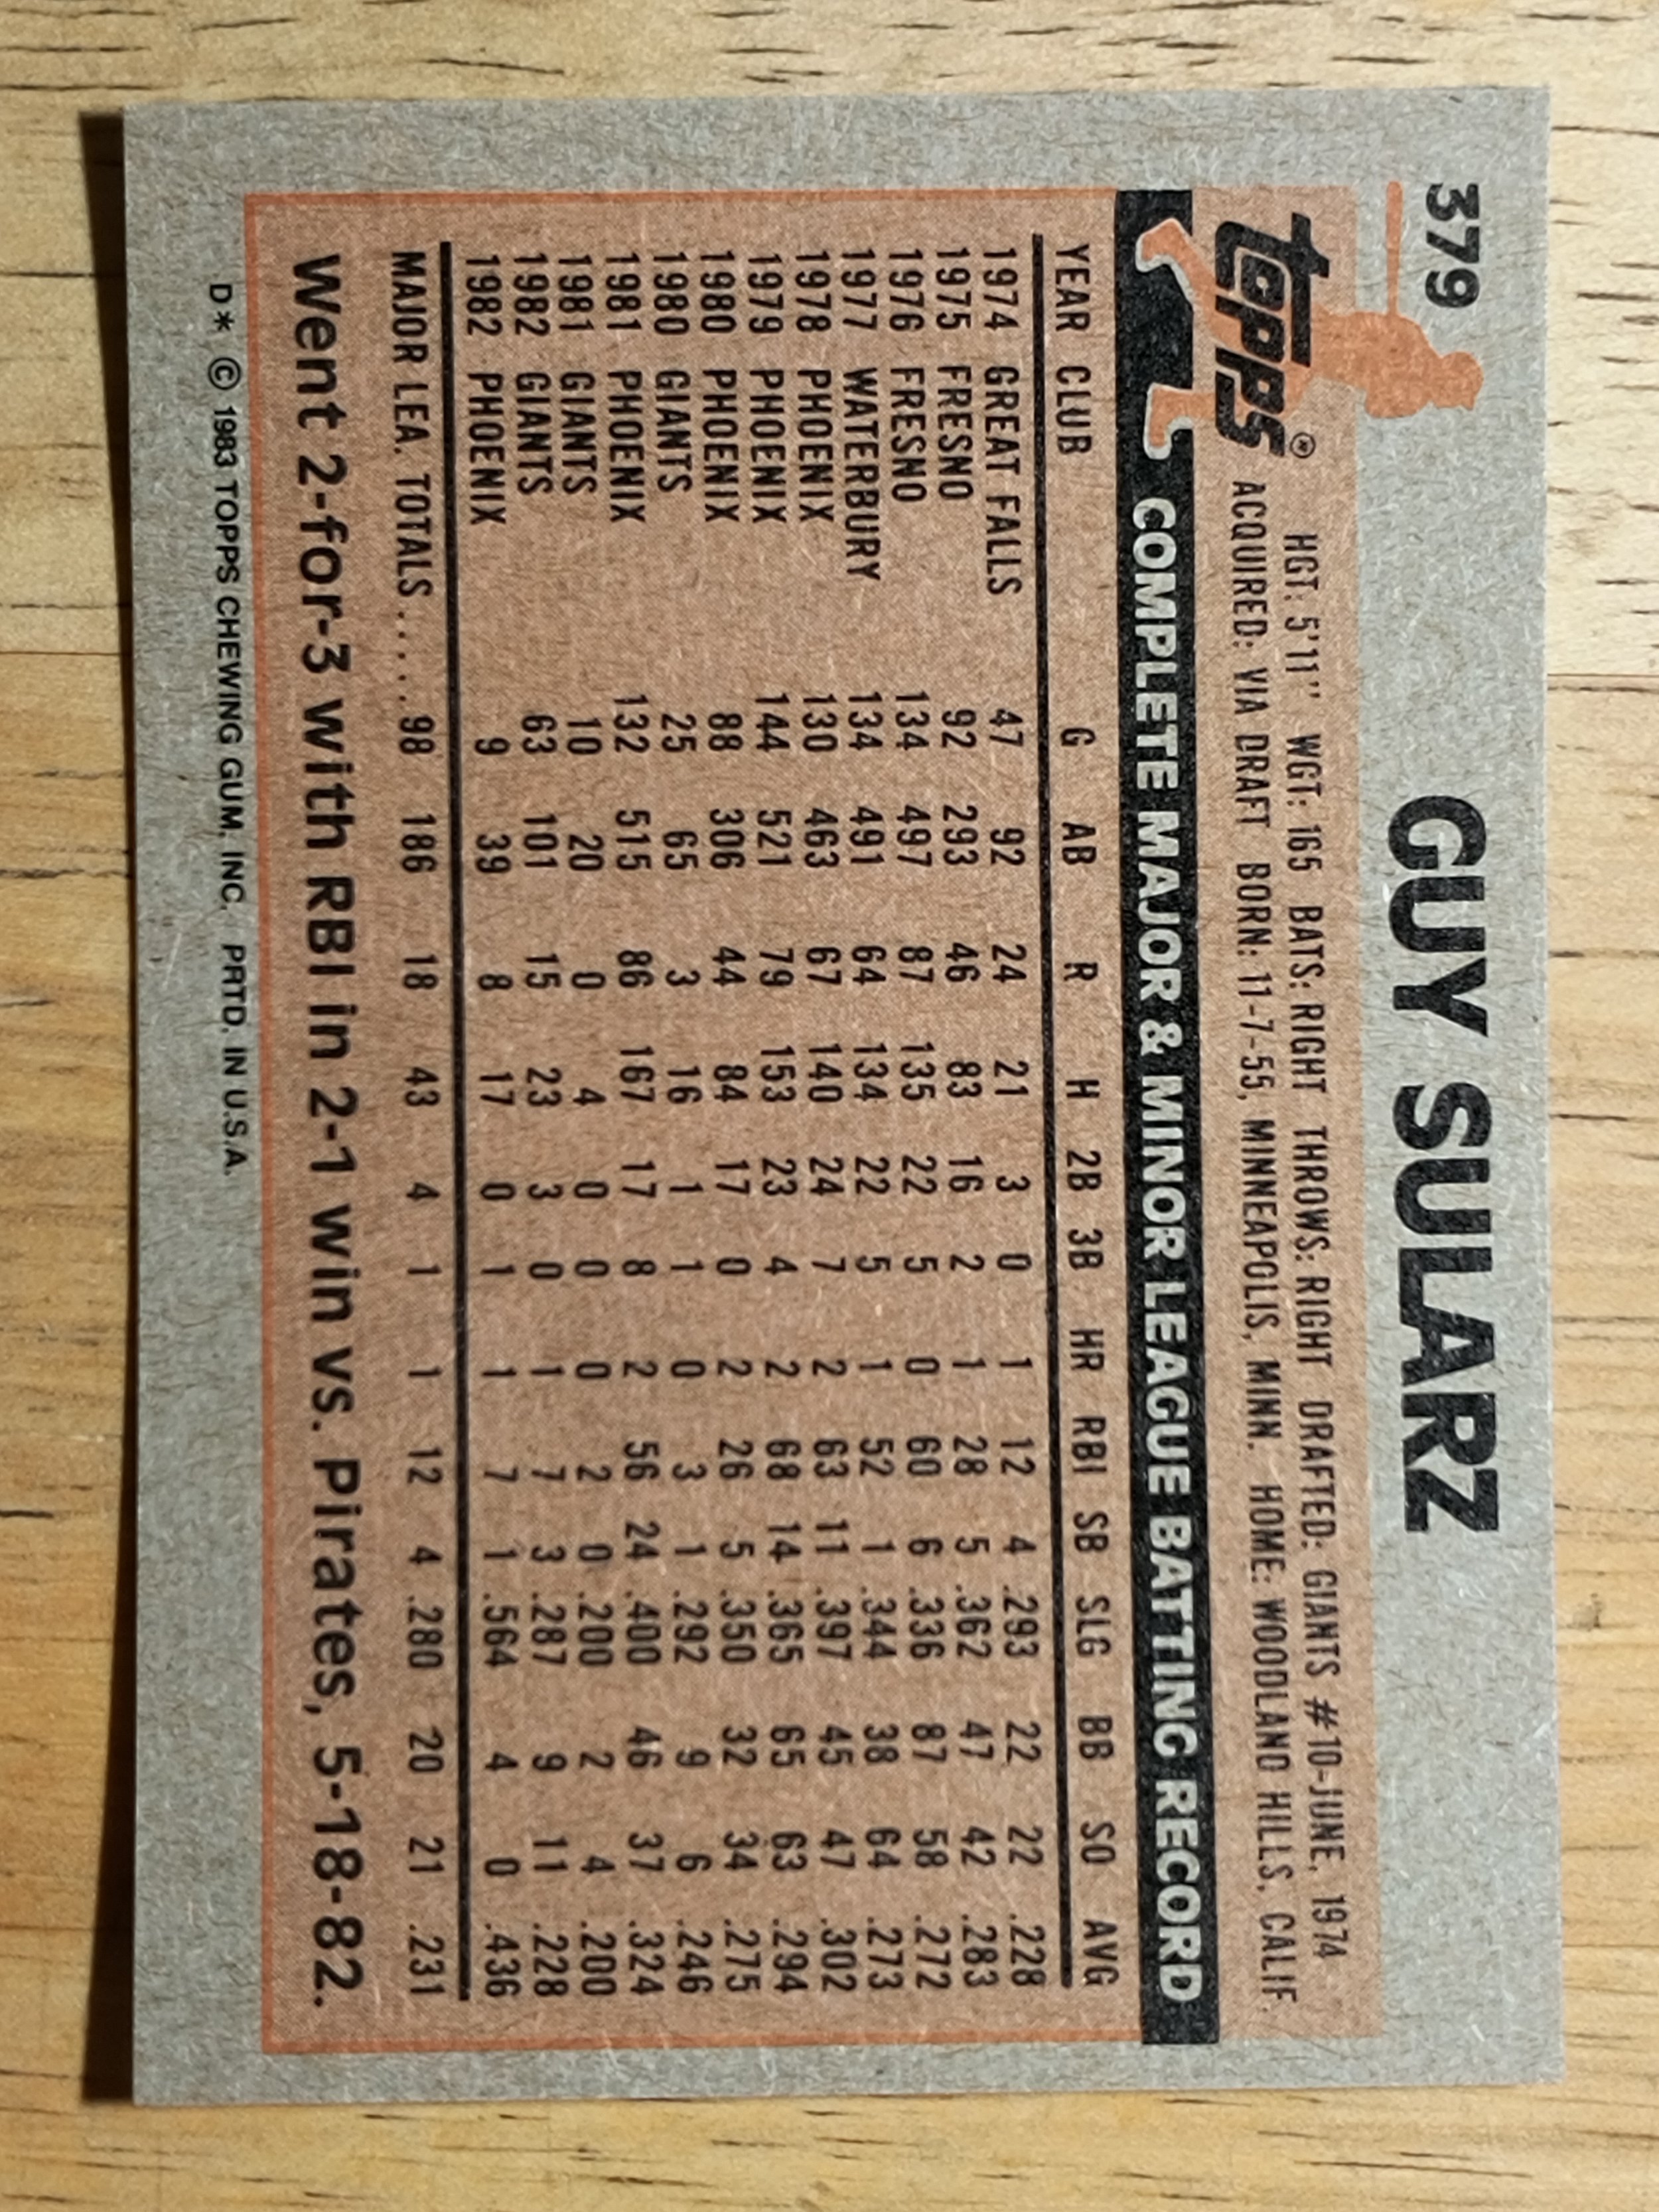 379 GUY SULARZ
topps® HGT: 5'11" WGT: 165 BATS: RIGHT THROWS: RIGHT DRAFTED: GIANTS #10-JUNE, 1974
ACQUIRED: VIA DRAFT BORN: 11-7-55, MINNEAPOLIS, MINN. HOME: WOODLAND HILLS, CALIF.
COMPLETE MAJOR & MINOR LEAGUE BATTING RECORD
YEAR CLUB G AB R H 2B 3B HR RBI SB SLG BB SO AVG
1974 GREAT FALLS 47 92 24 21 3 0 1 12 4 .293 22 22 .228
1975 FRESNO 92 293 46 83 16 2 1 28 5 .362 47 42 .283
1976 FRESNO 134 497 87 135 22 5 0 60 6 .336 87 58 .272
1977 WATERBURY 134 491 64 134 22 5 1 52 1 .344 38 64 .273
1978 PHOENIX 130 463 67 140 24 7 2 63 11 .397 45 47 .302
1979 PHOENIX 144 521 79 153 23 4 2 68 14 .365 65 63 .294
1980 PHOENIX 88 306 44 84 17 0 2 26 5 .350 32 34 .275
1980 GIANTS 25 65 3 16 1 1 0 3 1 .292 9 6 .246
1981 PHOENIX 132 515 86 167 17 8 2 56 24 .400 46 37 .324
1981 GIANTS 10 20 0 4 0 0 0 2 0 .200 2 4 .200
1982 GIANTS 63 101 15 23 3 0 1 7 3 .287 9 11 .228
1982 PHOENIX 9 39 8 17 0 1 1 7 1 .564 4 0 .436
MAJOR LEA. TOTALS......98 186 18 43 4 1 1 12 4 .280 20 21 .231
Went 2-for-3 with RBI in 2-1 win vs. Pirates, 5-18-82.
D* © 1983 TOPPS CHEWING GUM. INC. PRTD. IN U.S.A.